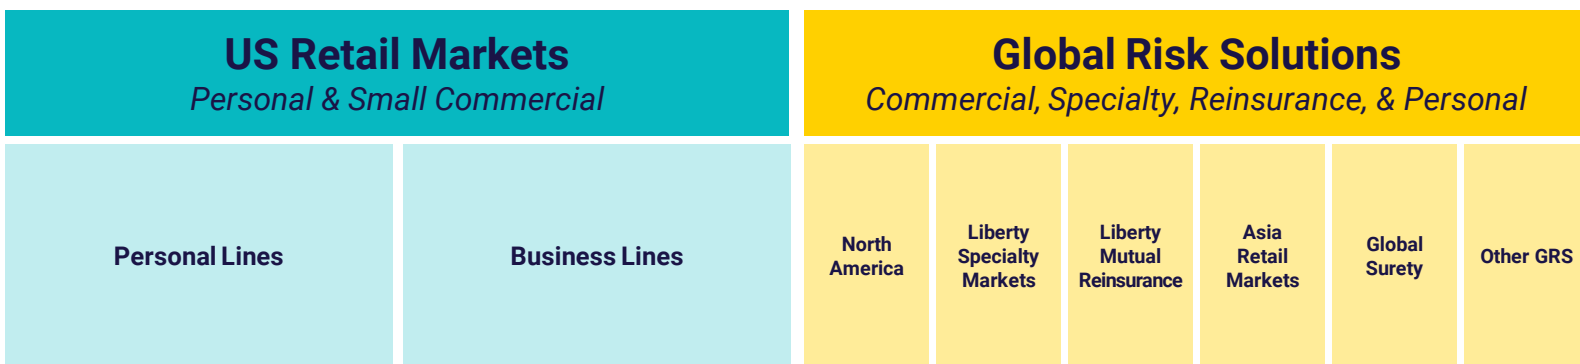 US Retail Markets
Personal & Small Commercial
Global Risk Solutions
Commercial, Specialty, Reinsurance, & Personal
Personal Lines
Business Lines
North
America
Liberty
Specialty
Markets
Liberty
Mutual
Reinsurance
Asia
Retail
Markets
Global
Surety
Other GRS